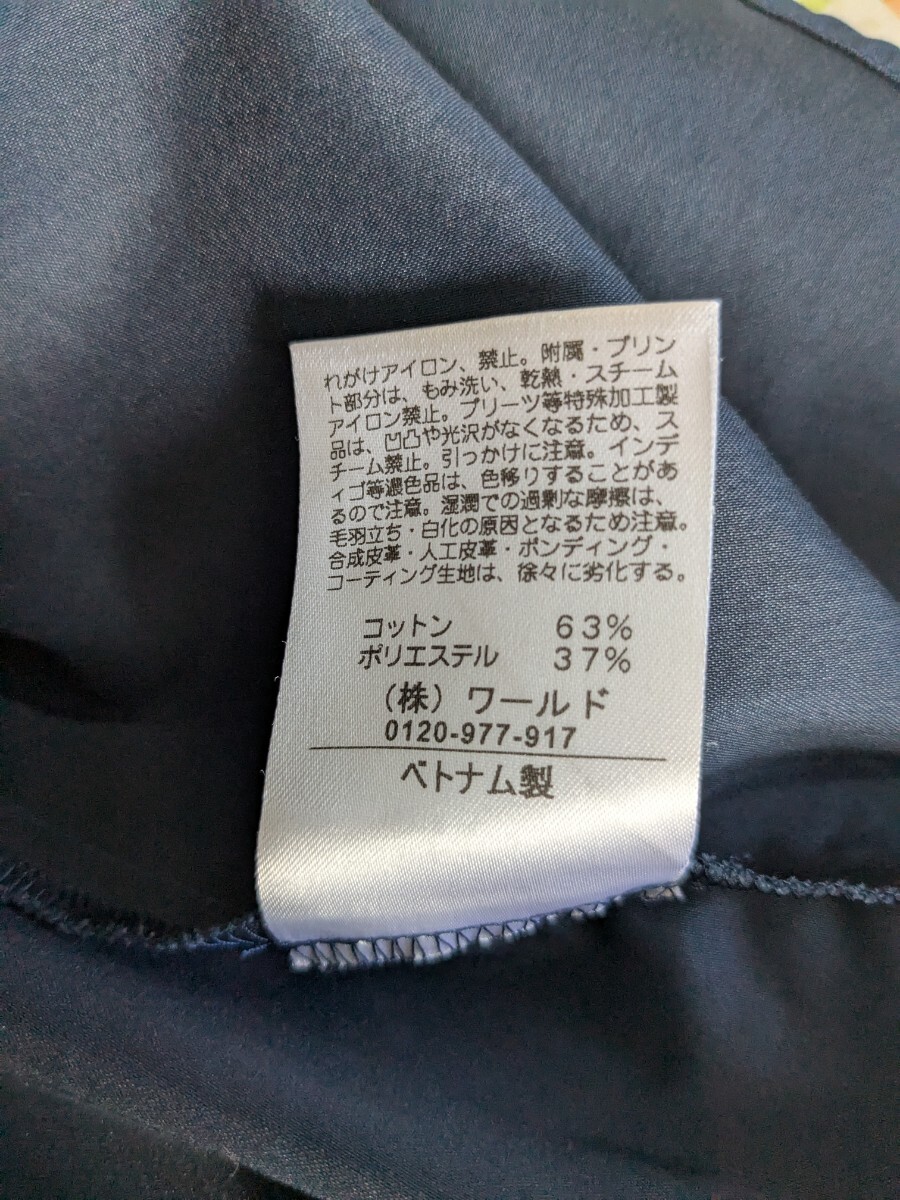 れがけアイロン、禁止。附属・プリン
ト部分は、もみ洗い、乾熱・スチーム
アイロン禁止。プリーツ等特殊加工製
品は、凹凸や光沢がなくなるため、ス
チーム禁止。引っかけに注意。インデ
ィゴ等濃色品は、色移りすることがあ
るので注意。湿潤での過剰な摩擦は、
毛羽立ち・白化の原因となるため注意。
合成皮革・人工皮革・ボンディング・
コーティング生地は、徐々に劣化する。
コットン 63%
ポリエステル 37%
(株)ワールド
0120-977-917
ベトナム製